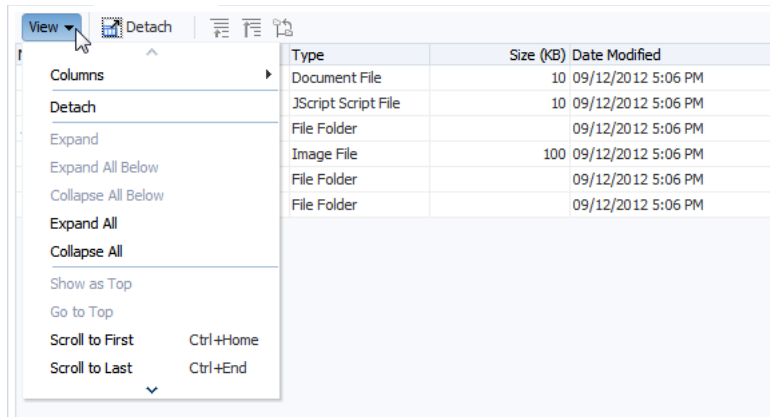 View Detach
Type Size (KB) Date Modified
Columns
Document File 10 09/12/2012 5:06 PM
Detach
JScript Script File 10 09/12/2012 5:06 PM
File Folder 09/12/2012 5:06 PM
Expand
Image File 100 09/12/2012 5:06 PM
Expand All Below
File Folder 09/12/2012 5:06 PM
Collapse All Below
File Folder 09/12/2012 5:06 PM
Expand All
Collapse All
Show as Top
Go to Top
Scroll to First Ctrl+Home
Scroll to Last Ctrl+End